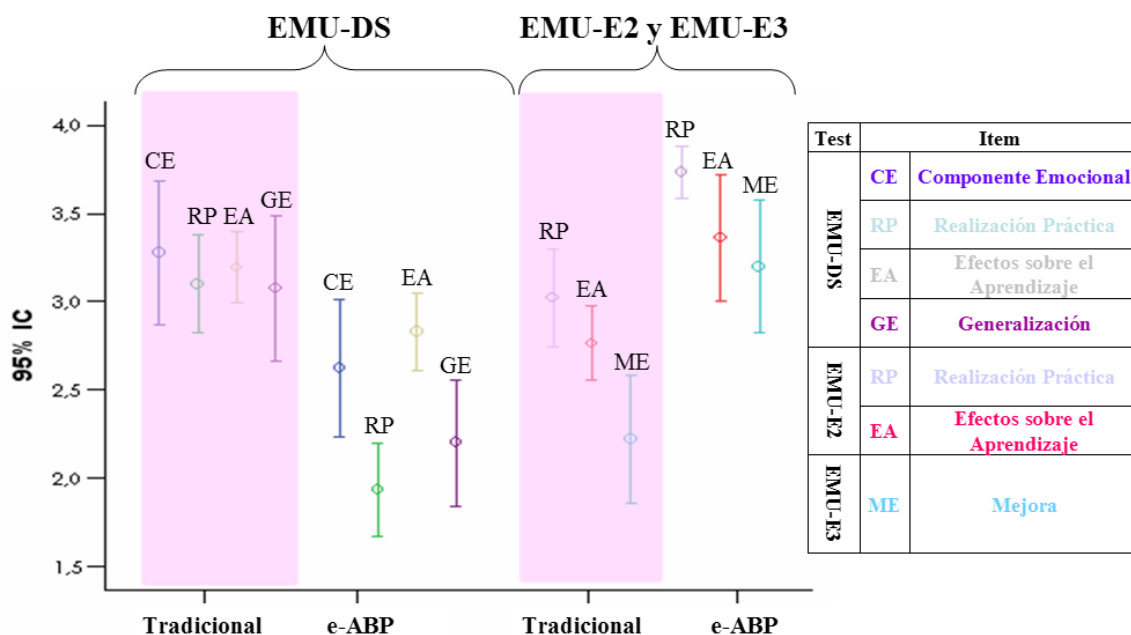 EMU-DS
EMU-E2 y EMU-E3
95% IC
4,0
3,5
3,0
2,5
2,0
1,5
CE
RP
EA
GE
CE
RP
EA
GE
RP
EA
ME
RP
EA
ME
Tradicional
e-ABP
Tradicional
e-ABP
Test
Item
EMU-DS
CE
Componente Emocional
RP
Realización Práctica
EA
Efectos sobre el
Aprendizaje
GE
Generalización
EMU-E2
RP
Realización Práctica
EA
Efectos sobre el
Aprendizaje
EMU-E3
ME
Mejora